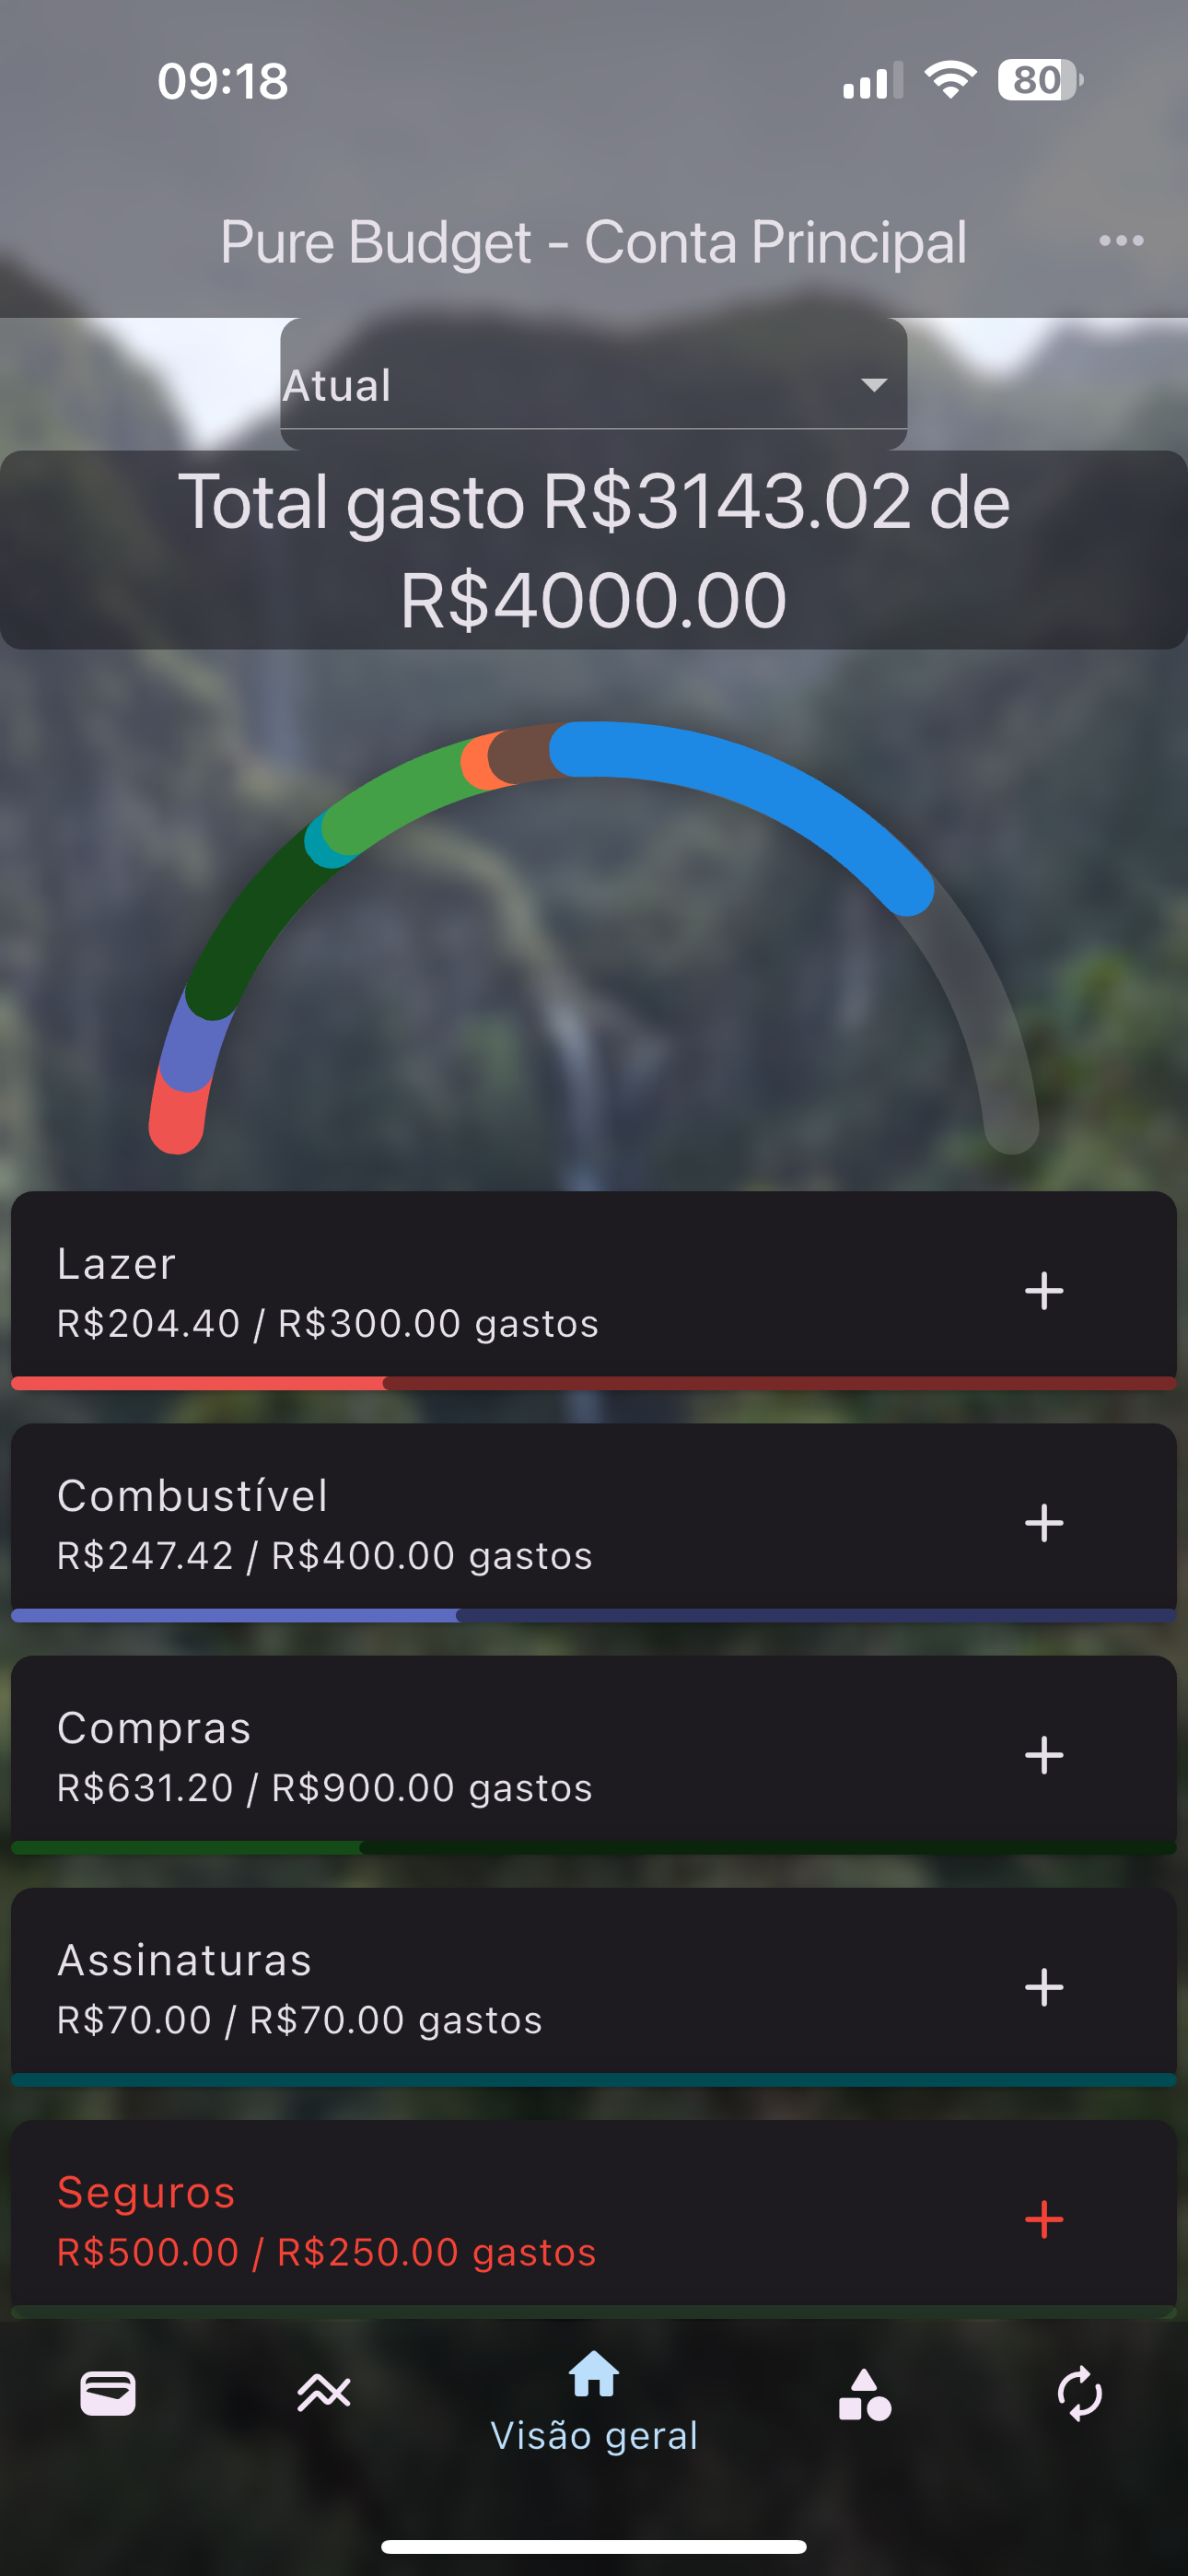 09:18
80
Pure Budget - Conta Principal
Atual
Total gasto R$3143.02 de
R$4000.00
Lazer
R$204.40 / R$300.00 gastos
Combustível
R$247.42 / R$400.00 gastos
Compras
R$631.20 / R$900.00 gastos
Assinaturas
R$70.00 / R$70.00 gastos
Seguros
R$500.00 / R$250.00 gastos
Visão geral